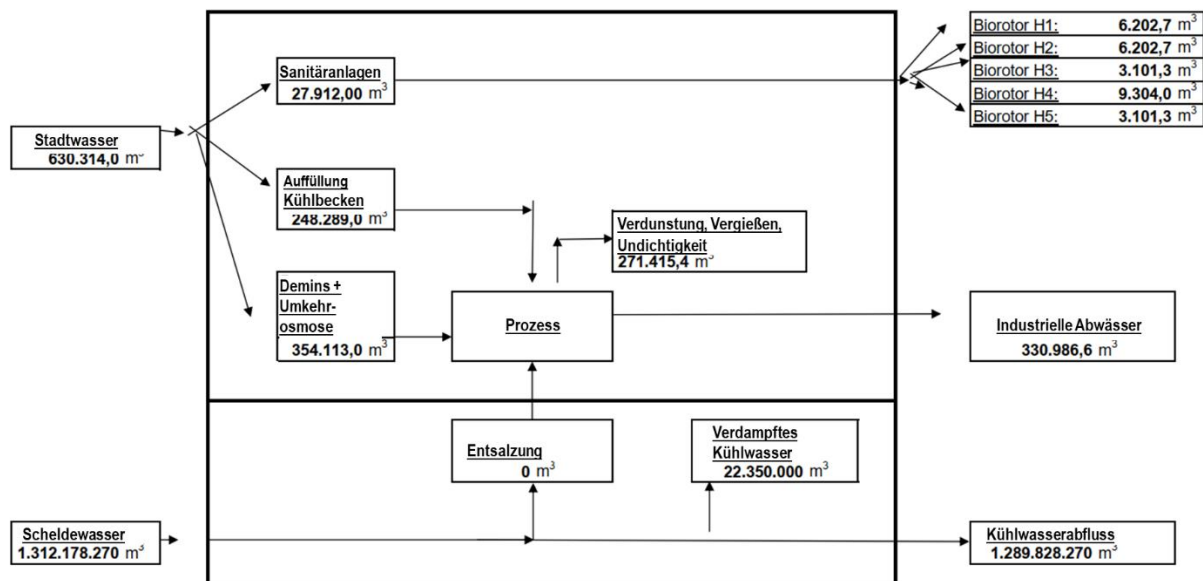 Biorotor H1: 6.202,7 m³
Biorotor H2: 6.202,7 m³
Biorotor H3: 3.101,3 m³
Biorotor H4: 9.304,0 m³
Biorotor H5: 3.101,3 m³
Sanitäranlagen
27.912,00 m³
Stadtwasser
630.314,0 m³
Auffüllung
Kühlbecken
248.289,0 m³
Verdunstung, Vergießen,
Undichtigkeit
271.415,4 m³
Demins +
Umkehr-
osmose
354.113,0 m³
Prozess
Industrielle Abwässer
330.986,6 m³
Entsalzung
0 m³
Verdampftes
Kühlwasser
22.350.000 m³
Scheldewasser
1.312.178.270 m³
Kühlwasserabfluss
1.289.828.270 m³